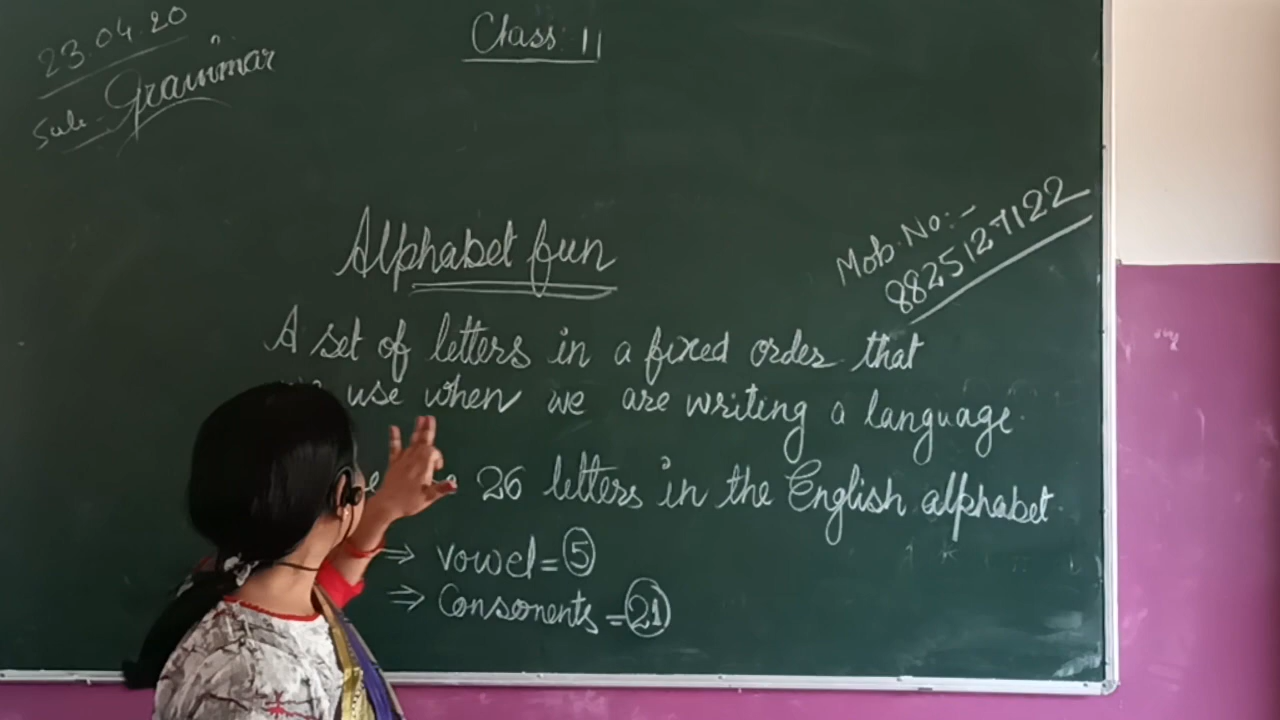 23.04.20
Sub:- Grammar
Class: 11
Mob. No:-
8825127122
Alphabet fun
A set of letters in a fixed order that
use when we are writing a language.
26 letters in the English alphabet
⇒ vowel = 5
⇒ Consonents = 21